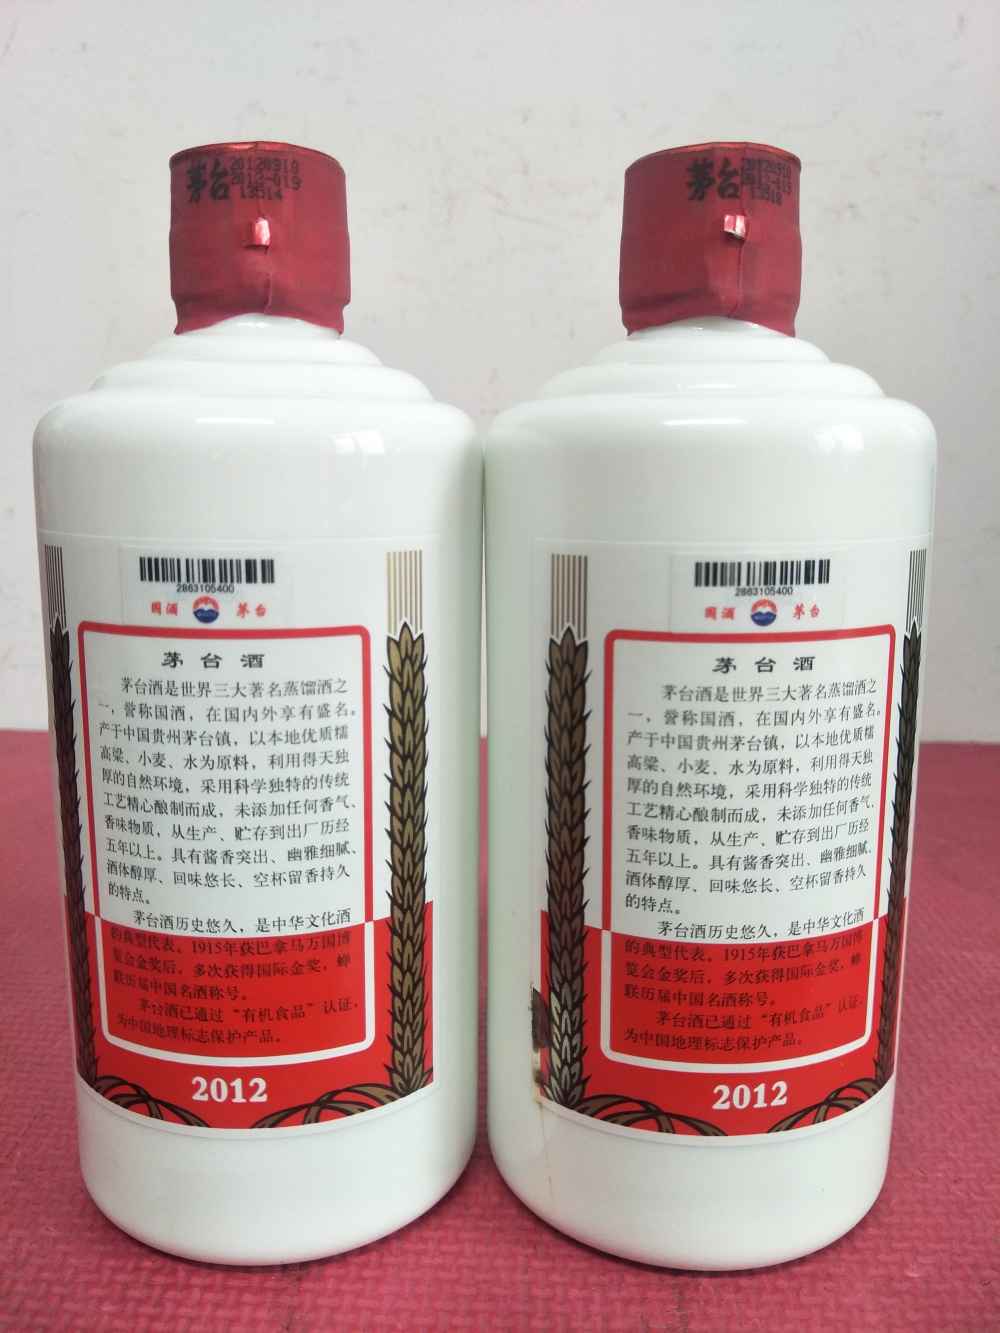 茅台
20120910
2012-019
13514
2863105400
国酒 茅台
茅台酒
茅台酒是世界三大著名蒸馏酒之
一，誉称国酒，在国内外享有盛名。
产于中国贵州茅台镇，以本地优质糯
高粱、小麦、水为原料，利用得天独
厚的自然环境，采用科学独特的传统
工艺精心酿制而成，未添加任何香气、
香味物质，从生产、贮存到出厂历经
五年以上。具有酱香突出、幽雅细腻、
酒体醇厚、回味悠长、空杯留香持久
的特点。
茅台酒历史悠久，是中华文化酒
的典型代表。1915年获巴拿马万国博
览会金奖后，多次获得国际金奖，蝉
联历届中国名酒称号。
茅台酒已通过“有机食品”认证，
为中国地理标志保护产品。
2012
茅台
20120910
2012-019
13518
2863105400
国酒 茅台
茅台酒
茅台酒是世界三大著名蒸馏酒之
一，誉称国酒，在国内外享有盛名。
产于中国贵州茅台镇，以本地优质糯
高粱、小麦、水为原料，利用得天独
厚的自然环境，采用科学独特的传统
工艺精心酿制而成，未添加任何香气、
香味物质，从生产、贮存到出厂历经
五年以上。具有酱香突出、幽雅细腻、
酒体醇厚、回味悠长、空杯留香持久
的特点。
茅台酒历史悠久，是中华文化酒
的典型代表。1915年获巴拿马万国博
览会金奖后，多次获得国际金奖，蝉
联历届中国名酒称号。
茅台酒已通过“有机食品”认证，
为中国地理标志保护产品。
2012